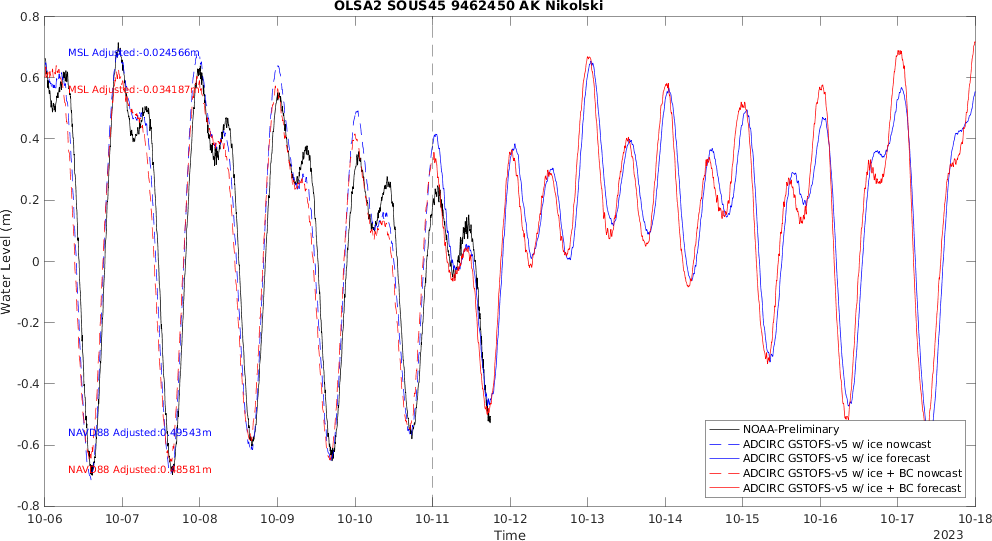 OLSA2 SOUS45 9462450 AK Nikolski
0.8
0.6
0.4
0.2
0
-0.2
-0.4
-0.6
-0.8
Water Level (m)
MSL Adjusted:-0.024566m
MSL Adjusted:-0.034187m
NAVD88 Adjusted:0.49543m
NAVD88 Adjusted:0.48581m
NOAA-Preliminary
ADCIRC GSTOFS-v5 w/ ice nowcast
ADCIRC GSTOFS-v5 w/ ice forecast
ADCIRC GSTOFS-v5 w/ ice + BC nowcast
ADCIRC GSTOFS-v5 w/ ice + BC forecast
10-06 10-07 10-08 10-09 10-10 10-11 10-12 10-13 10-14 10-15 10-16 10-17 10-18
Time
2023